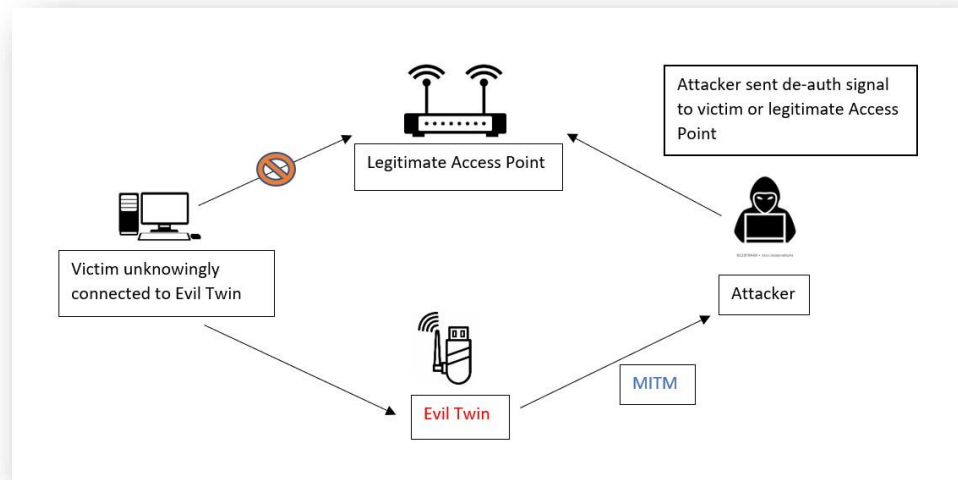 Attacker sent de-auth signal
to victim or legitimate Access
Point
Legitimate Access Point
Victim unknowingly
connected to Evil Twin
Attacker
MITM
Evil Twin